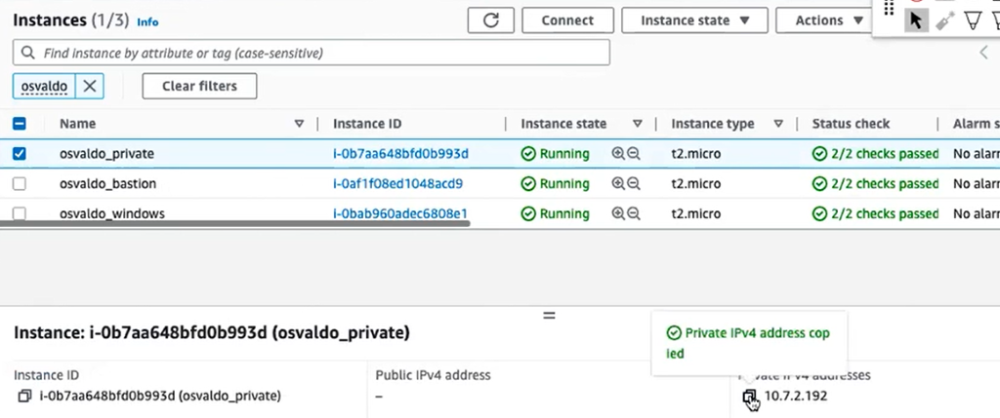 Instances (1/3) Info
Connect
Instance state
Actions
Find instance by attribute or tag (case-sensitive)
osvaldo
Clear filters
Name Instance ID Instance state Instance type Status check Alarm s
osvaldo_private i-0b7aa648bfd0b993d Running t2.micro 2/2 checks passed No alarr
osvaldo_bastion i-0af1f08ed1048acd9 Running t2.micro 2/2 checks passed No alarr
osvaldo_windows i-0bab960adec6808e1 Running t2.micro 2/2 checks passed No alarr
Instance: i-0b7aa648bfd0b993d (osvaldo_private)
Private IPv4 address cop
ied
Instance ID Public IPv4 address addresses
i-0b7aa648bfd0b993d (osvaldo_private) – 10.7.2.192